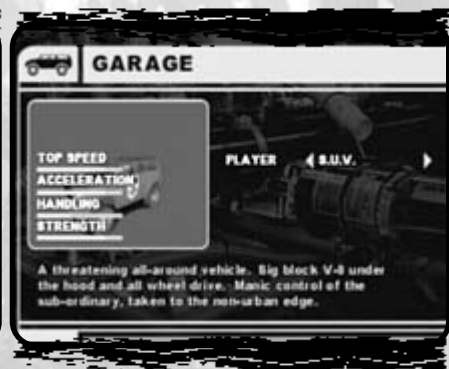 GARAGE
TOP SPEED
ACCELERATION
HANDLING
STRENGTH
PLAYER S.U.V.
A threatening all-around vehicle. Big block V-8 under
the hood and all wheel drive. Manic control of the
sub-ordinary, taken to the non-urban edge.